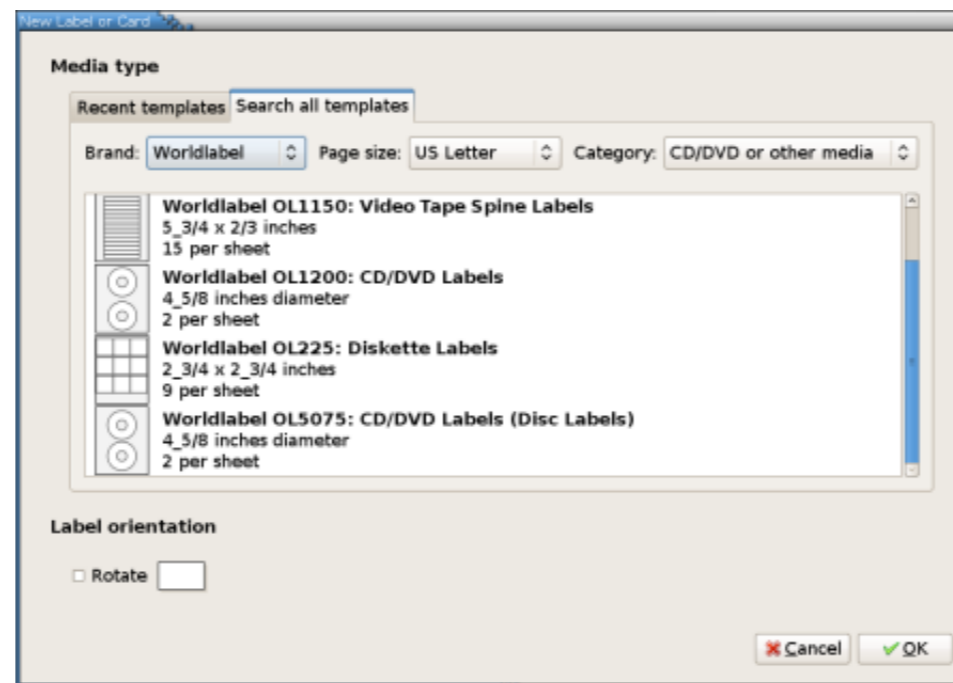 New Label or Card
Media type
Recent templates Search all templates
Brand: Worldlabel Page size: US Letter Category: CD/DVD or other media
Worldlabel OL1150: Video Tape Spine Labels
5_3/4 x 2/3 inches
15 per sheet
Worldlabel OL1200: CD/DVD Labels
4_5/8 inches diameter
2 per sheet
Worldlabel OL225: Diskette Labels
2_3/4 x 2_3/4 inches
9 per sheet
Worldlabel OL5075: CD/DVD Labels (Disc Labels)
4_5/8 inches diameter
2 per sheet
Label orientation
Rotate
Cancel OK